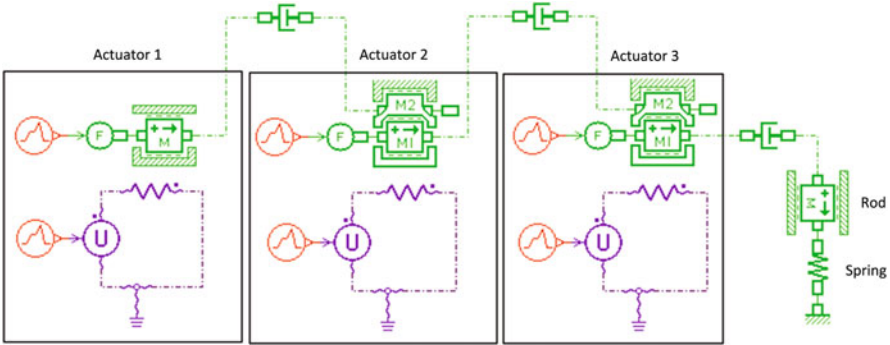 Actuator 1
Actuator 2
Actuator 3
M2
M2
F
M
F
M1
F
M1
M
Rod
U
U
U
Spring